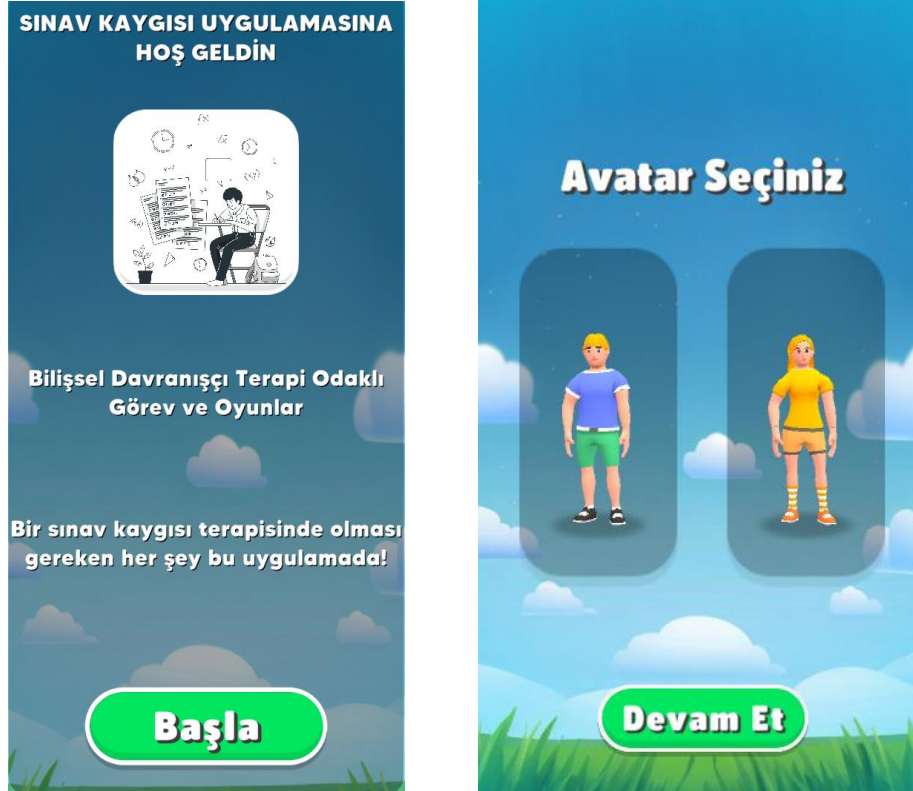 SINAV KAYGISI UYGULAMASINA
HOŞ GELDİN
Bilişsel Davranışçı Terapi Odaklı
Görev ve Oyunlar
Bir sınav kaygısı terapisinde olması
gereken her şey bu uygulamada!
Başla
Avatar Seçiniz
Devam Et